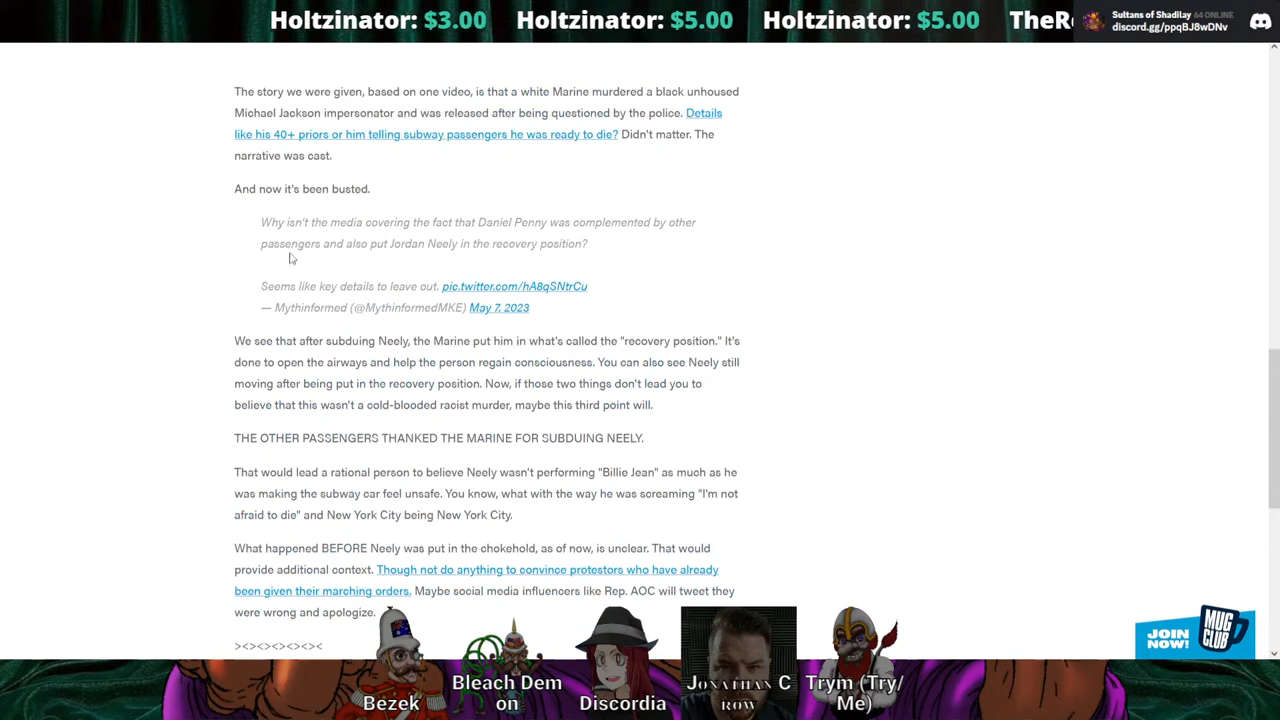 Holtzinator: $3.00 Holtzinator: $5.00 Holtzinator: $5.00 TheR
Sultans of Shadilay 64 ONLINE
discord.gg/ppqBJ8wDNv
The story we were given, based on one video, is that a white Marine murdered a black unhoused
Michael Jackson impersonator and was released after being questioned by the police. Details
like his 40+ priors or him telling subway passengers he was ready to die? Didn't matter. The
narrative was cast.
And now it's been busted.
Why isn't the media covering the fact that Daniel Penny was complemented by other
passengers and also put Jordan Neely in the recovery position?
Seems like key details to leave out. pic.twitter.com/hA8qSNtrCu
— Mythinformed (@MythinformedMKE) May 7, 2023
We see that after subduing Neely, the Marine put him in what's called the "recovery position." It's
done to open the airways and help the person regain consciousness. You can also see Neely still
moving after being put in the recovery position. Now, if those two things don't lead you to
believe that this wasn't a cold-blooded racist murder, maybe this third point will.
THE OTHER PASSENGERS THANKED THE MARINE FOR SUBDUING NEELY.
That would lead a rational person to believe Neely wasn't performing "Billie Jean" as much as he
was making the subway car feel unsafe. You know, what with the way he was screaming "I'm not
afraid to die" and New York City being New York City.
What happened BEFORE Neely was put in the chokehold, as of now, is unclear. That would
provide additional context. Though not do anything to convince protestors who have already
been given their marching orders. Maybe social media influencers like Rep. AOC will tweet they
were wrong and apologize.
><><><><><><
JOIN
NOW!
MUG
CLUB
Bezek
Bleach Dem
on
Discordia
Jonathan C
row
Trym (Try/
Me)